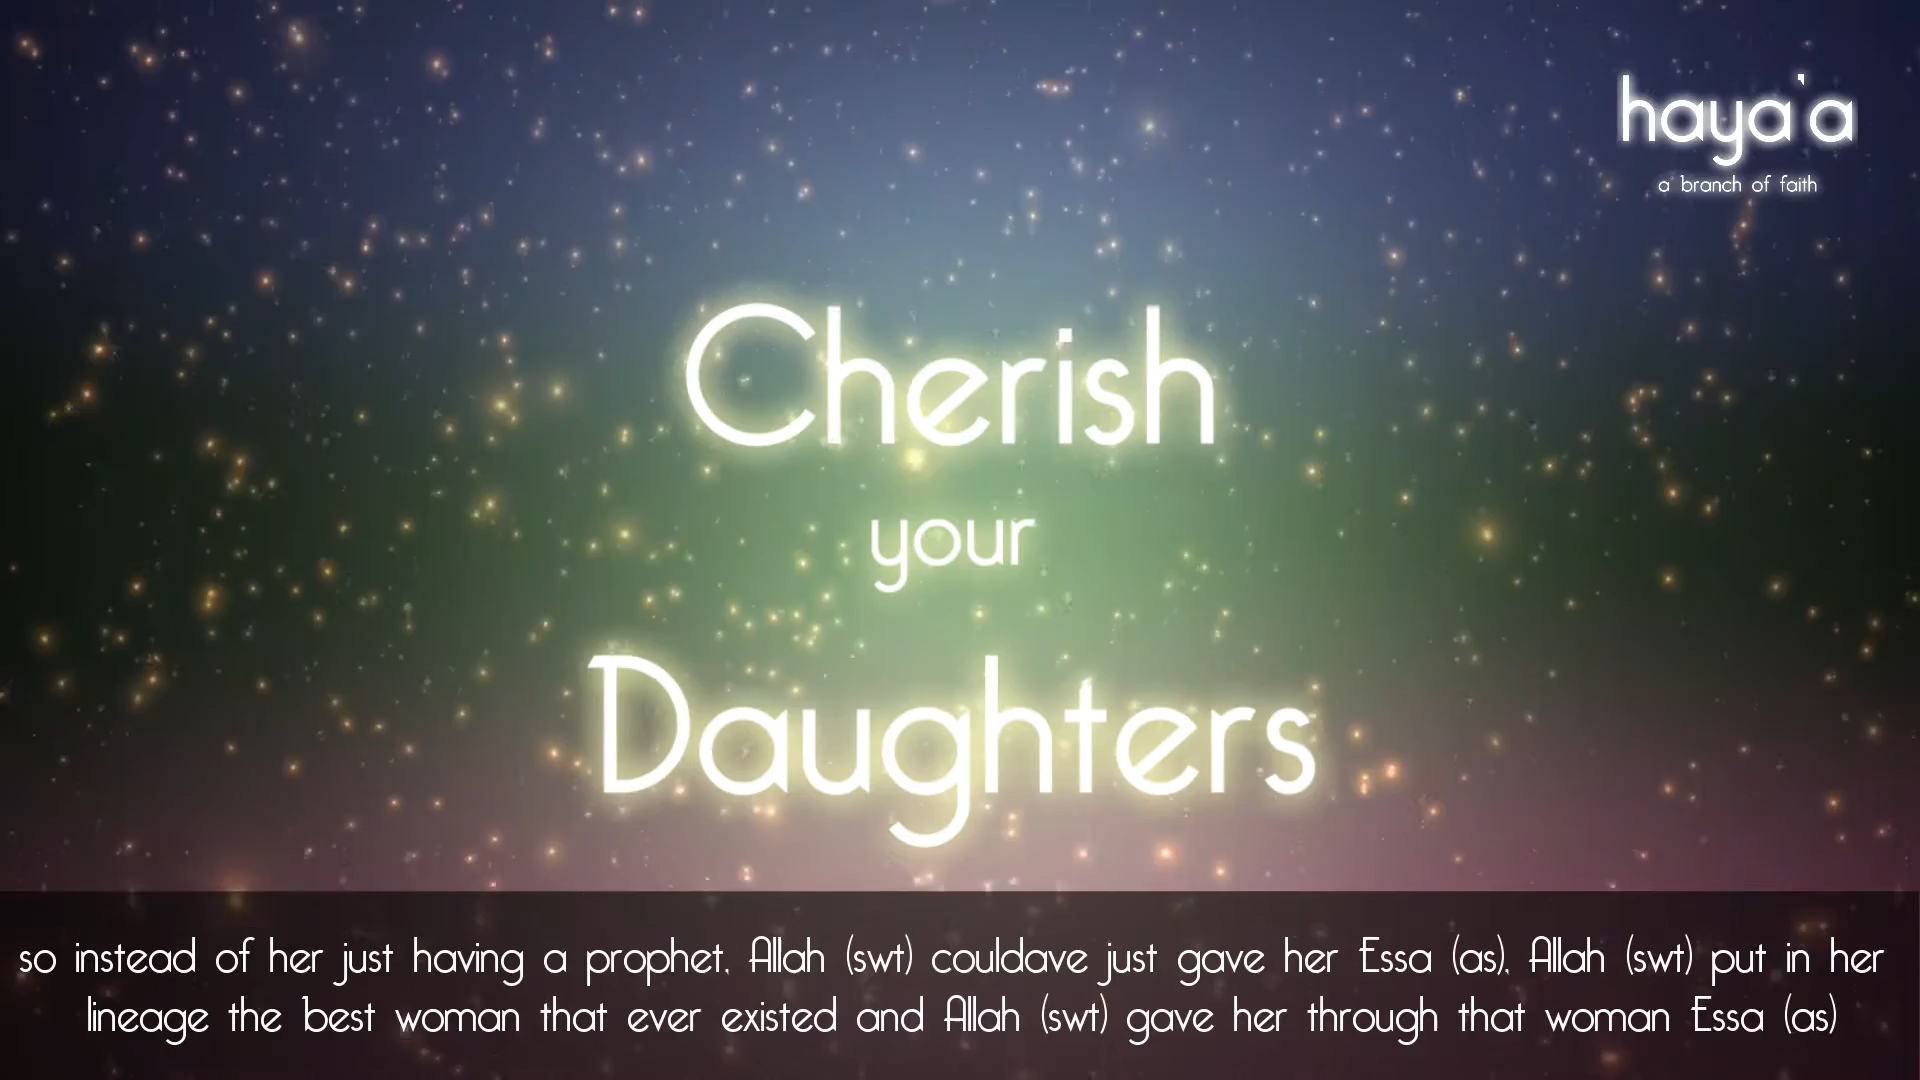 haya'a
a branch of faith
Cherish
your
Daughters
so instead of her just having a prophet, Allah (swt) couldave just gave her Essa (as), Allah (swt) put in her
lineage the best woman that ever existed and Allah (swt) gave her through that woman Essa (as)